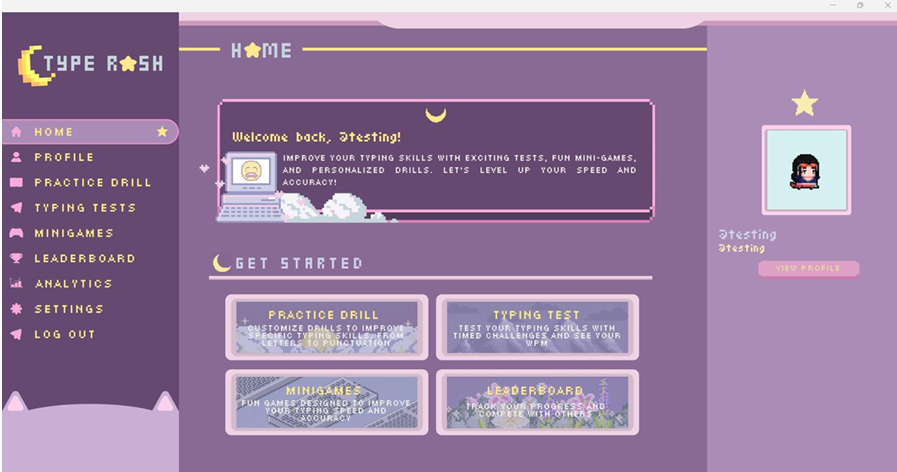 TYPE RUSH
HOME
PROFILE
PRACTICE DRILL
TYPING TESTS
MINIGAMES
LEADERBOARD
ANALYTICS
SETTINGS
LOG OUT
HOME
Welcome back, Jtesting!
IMPROVE YOUR TYPING SKILLS WITH EXCITING TESTS, FUN MINI-GAMES,
AND PERSONALIZED DRILLS. LET'S LEVEL UP YOUR SPEED AND
ACCURACY!
GET STARTED
PRACTICE DRILL
CUSTOMIZE DRILLS TO IMPROVE
SPECIFIC TYPING SKILLS, FROM
LETTERS TO PUNCTUATION
TYPING TEST
TEST YOUR TYPING SKILLS WITH
TIMED CHALLENGES AND SEE YOUR
WPM
MINIGAMES
FUN GAMES DESIGNED TO IMPROVE
YOUR TYPING SPEED AND
ACCURACY
LEADERBOARD
TRACK YOUR PROGRESS AND
COMPETE WITH OTHERS
Jtesting
Jtesting
VIEW PROFILE